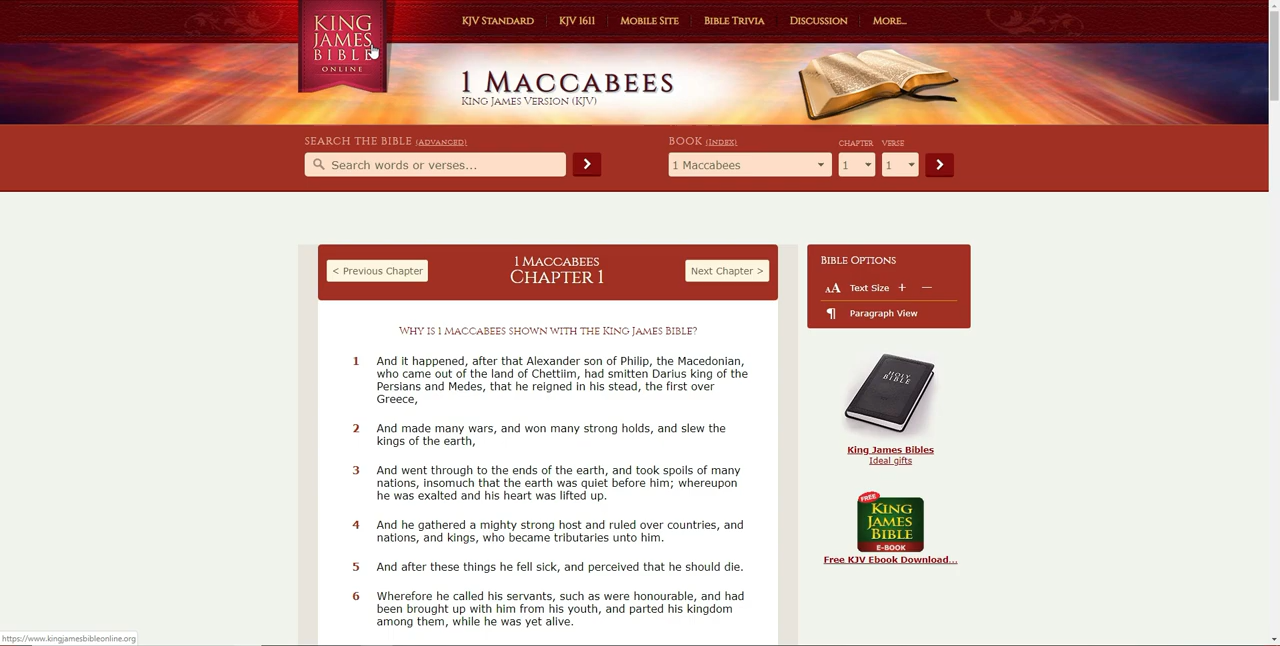 KING
JAMES
BIBLE
ONLINE
KJV STANDARD
KJV 1611
MOBILE SITE
BIBLE TRIVIA
DISCUSSION
MORE...
1 MACCABEES
KING JAMES VERSION (KJV)
SEARCH THE BIBLE (ADVANCED)
Search words or verses...
BOOK (INDEX)
CHAPTER
VERSE
1 Maccabees
1
1
< Previous Chapter
1 MACCABEES
CHAPTER 1
Next Chapter >
WHY IS 1 MACCABEES SHOWN WITH THE KING JAMES BIBLE?
1 And it happened, after that Alexander son of Philip, the Macedonian,
who came out of the land of Chettiim, had smitten Darius king of the
Persians and Medes, that he reigned in his stead, the first over
Greece,
2 And made many wars, and won many strong holds, and slew the
kings of the earth,
3 And went through to the ends of the earth, and took spoils of many
nations, insomuch that the earth was quiet before him; whereupon
he was exalted and his heart was lifted up.
4 And he gathered a mighty strong host and ruled over countries, and
nations, and kings, who became tributaries unto him.
5 And after these things he fell sick, and perceived that he should die.
6 Wherefore he called his servants, such as were honourable, and had
been brought up with him from his youth, and parted his kingdom
among them, while he was yet alive.
BIBLE OPTIONS
AA Text Size + —
¶ Paragraph View
HOLY
BIBLE
King James Bibles
Ideal gifts
FREE
KING
JAMES
BIBLE
E-BOOK
Free KJV Ebook Download...
https://www.kingjamesbibleonline.org